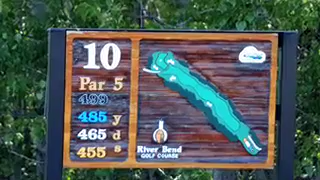 10
Par 5
499
485 y
465 d
455 s
River Bend
GOLF COURSE